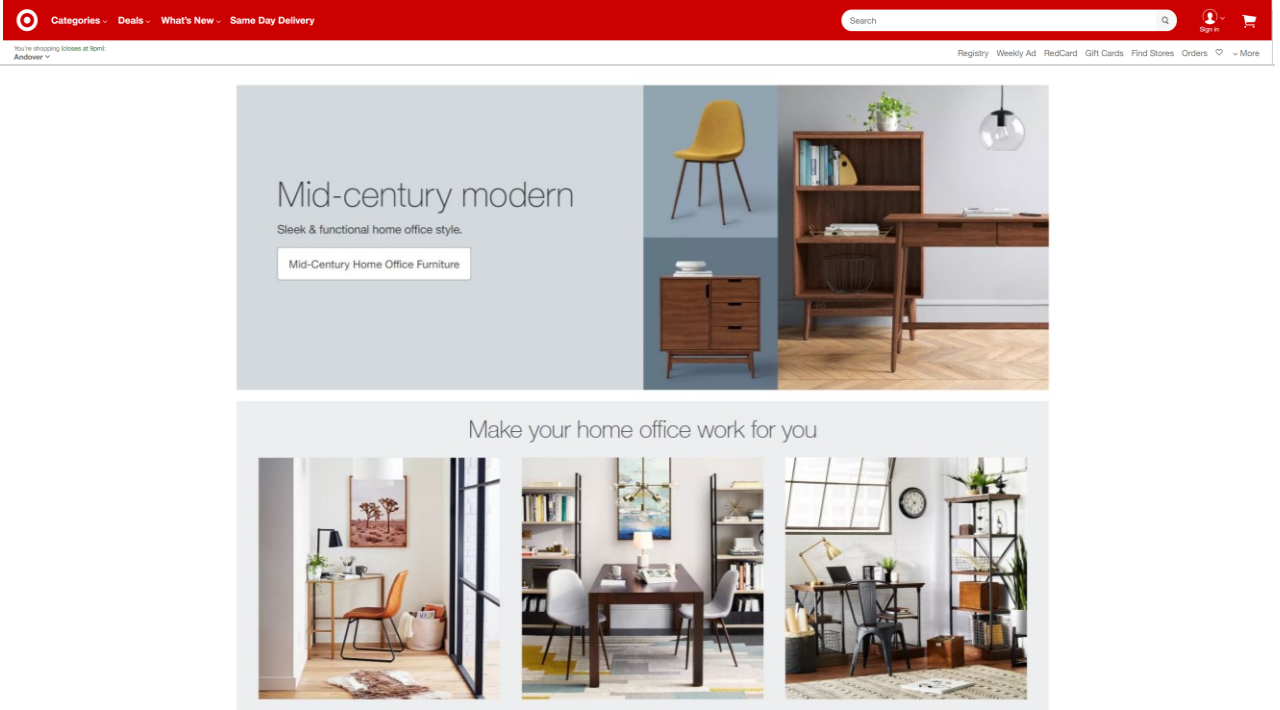 Categories Deals What's New Same Day Delivery Search Sign In
You're shopping (closes at 9pm):
Andover
Registry Weekly Ad RedCard Gift Cards Find Stores Orders More
Mid-century modern
Sleek & functional home office style.
Mid-Century Home Office Furniture
Make your home office work for you